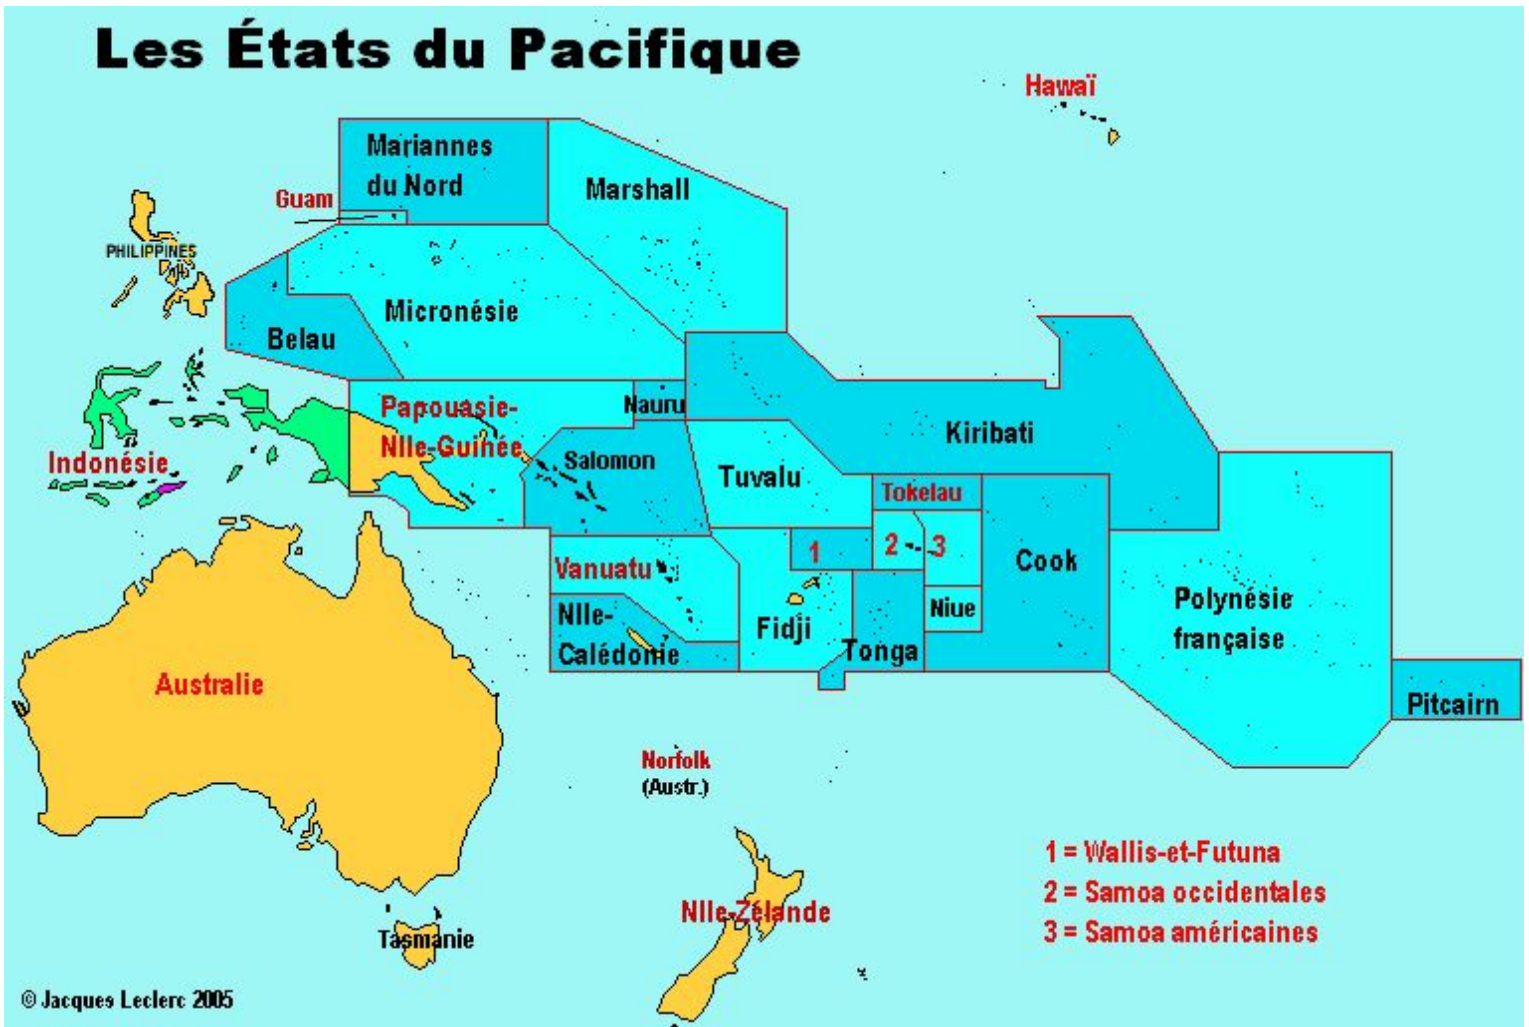 Les États du Pacifique
Hawaï
Mariannes
du Nord
Guam
Marshall
PHILIPPINES
Micronésie
Belau
Papouasie-
Nlle-Guinée
Nauru
Kiribati
Indonésie
Salomon
Tuvalu
Tokelau
1
2
3
Cook
Vanuatu
Niue
Polynésie
française
Nlle-
Calédonie
Fidji
Tonga
Australie
Pitcairn
Norfolk
(Austr.)
1 = Wallis-et-Futuna
2 = Samoa occidentales
3 = Samoa américaines
Nlle-Zélande
Tasmanie
© Jacques Leclerc 2005